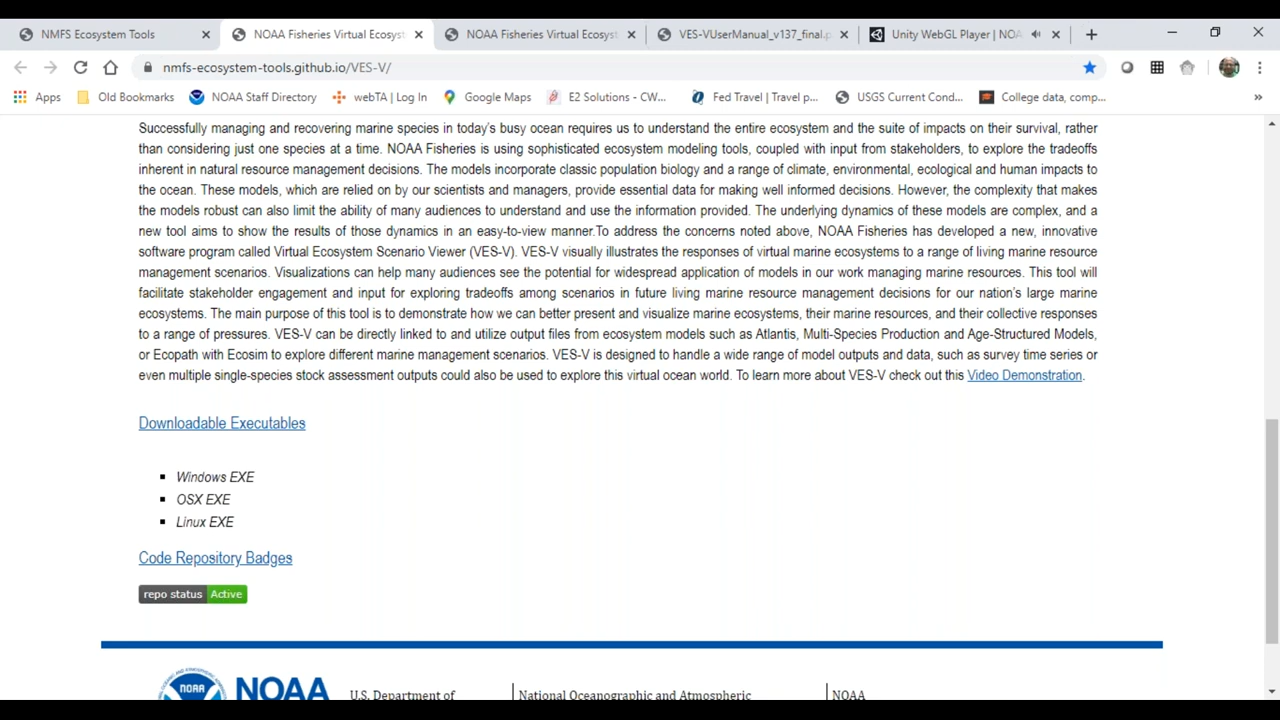 NMFS Ecosystem Tools
NOAA Fisheries Virtual Ecosyst
NOAA Fisheries Virtual Ecosyst
VES-VUserManual_v137_final.p
Unity WebGL Player | NOA
nmfs-ecosystem-tools.github.io/VES-V/
Apps
Old Bookmarks
NOAA Staff Directory
webTA | Log In
Google Maps
E2 Solutions - CW...
Fed Travel | Travel p...
USGS Current Cond...
College data, comp...
»
Successfully managing and recovering marine species in today's busy ocean requires us to understand the entire ecosystem and the suite of impacts on their survival, rather
than considering just one species at a time. NOAA Fisheries is using sophisticated ecosystem modeling tools, coupled with input from stakeholders, to explore the tradeoffs
inherent in natural resource management decisions. The models incorporate classic population biology and a range of climate, environmental, ecological and human impacts to
the ocean. These models, which are relied on by our scientists and managers, provide essential data for making well informed decisions. However, the complexity that makes
the models robust can also limit the ability of many audiences to understand and use the information provided. The underlying dynamics of these models are complex, and a
new tool aims to show the results of those dynamics in an easy-to-view manner.To address the concerns noted above, NOAA Fisheries has developed a new, innovative
software program called Virtual Ecosystem Scenario Viewer (VES-V). VES-V visually illustrates the responses of virtual marine ecosystems to a range of living marine resource
management scenarios. Visualizations can help many audiences see the potential for widespread application of models in our work managing marine resources. This tool will
facilitate stakeholder engagement and input for exploring tradeoffs among scenarios in future living marine resource management decisions for our nation's large marine
ecosystems. The main purpose of this tool is to demonstrate how we can better present and visualize marine ecosystems, their marine resources, and their collective responses
to a range of pressures. VES-V can be directly linked to and utilize output files from ecosystem models such as Atlantis, Multi-Species Production and Age-Structured Models,
or Ecopath with Ecosim to explore different marine management scenarios. VES-V is designed to handle a wide range of model outputs and data, such as survey time series or
even multiple single-species stock assessment outputs could also be used to explore this virtual ocean world. To learn more about VES-V check out this Video Demonstration.
Downloadable Executables
Windows EXE
OSX EXE
Linux EXE
Code Repository Badges
repo status Active
NOAA
NOAA
U.S. Department of
National Oceanographic and Atmospheric
NOAA